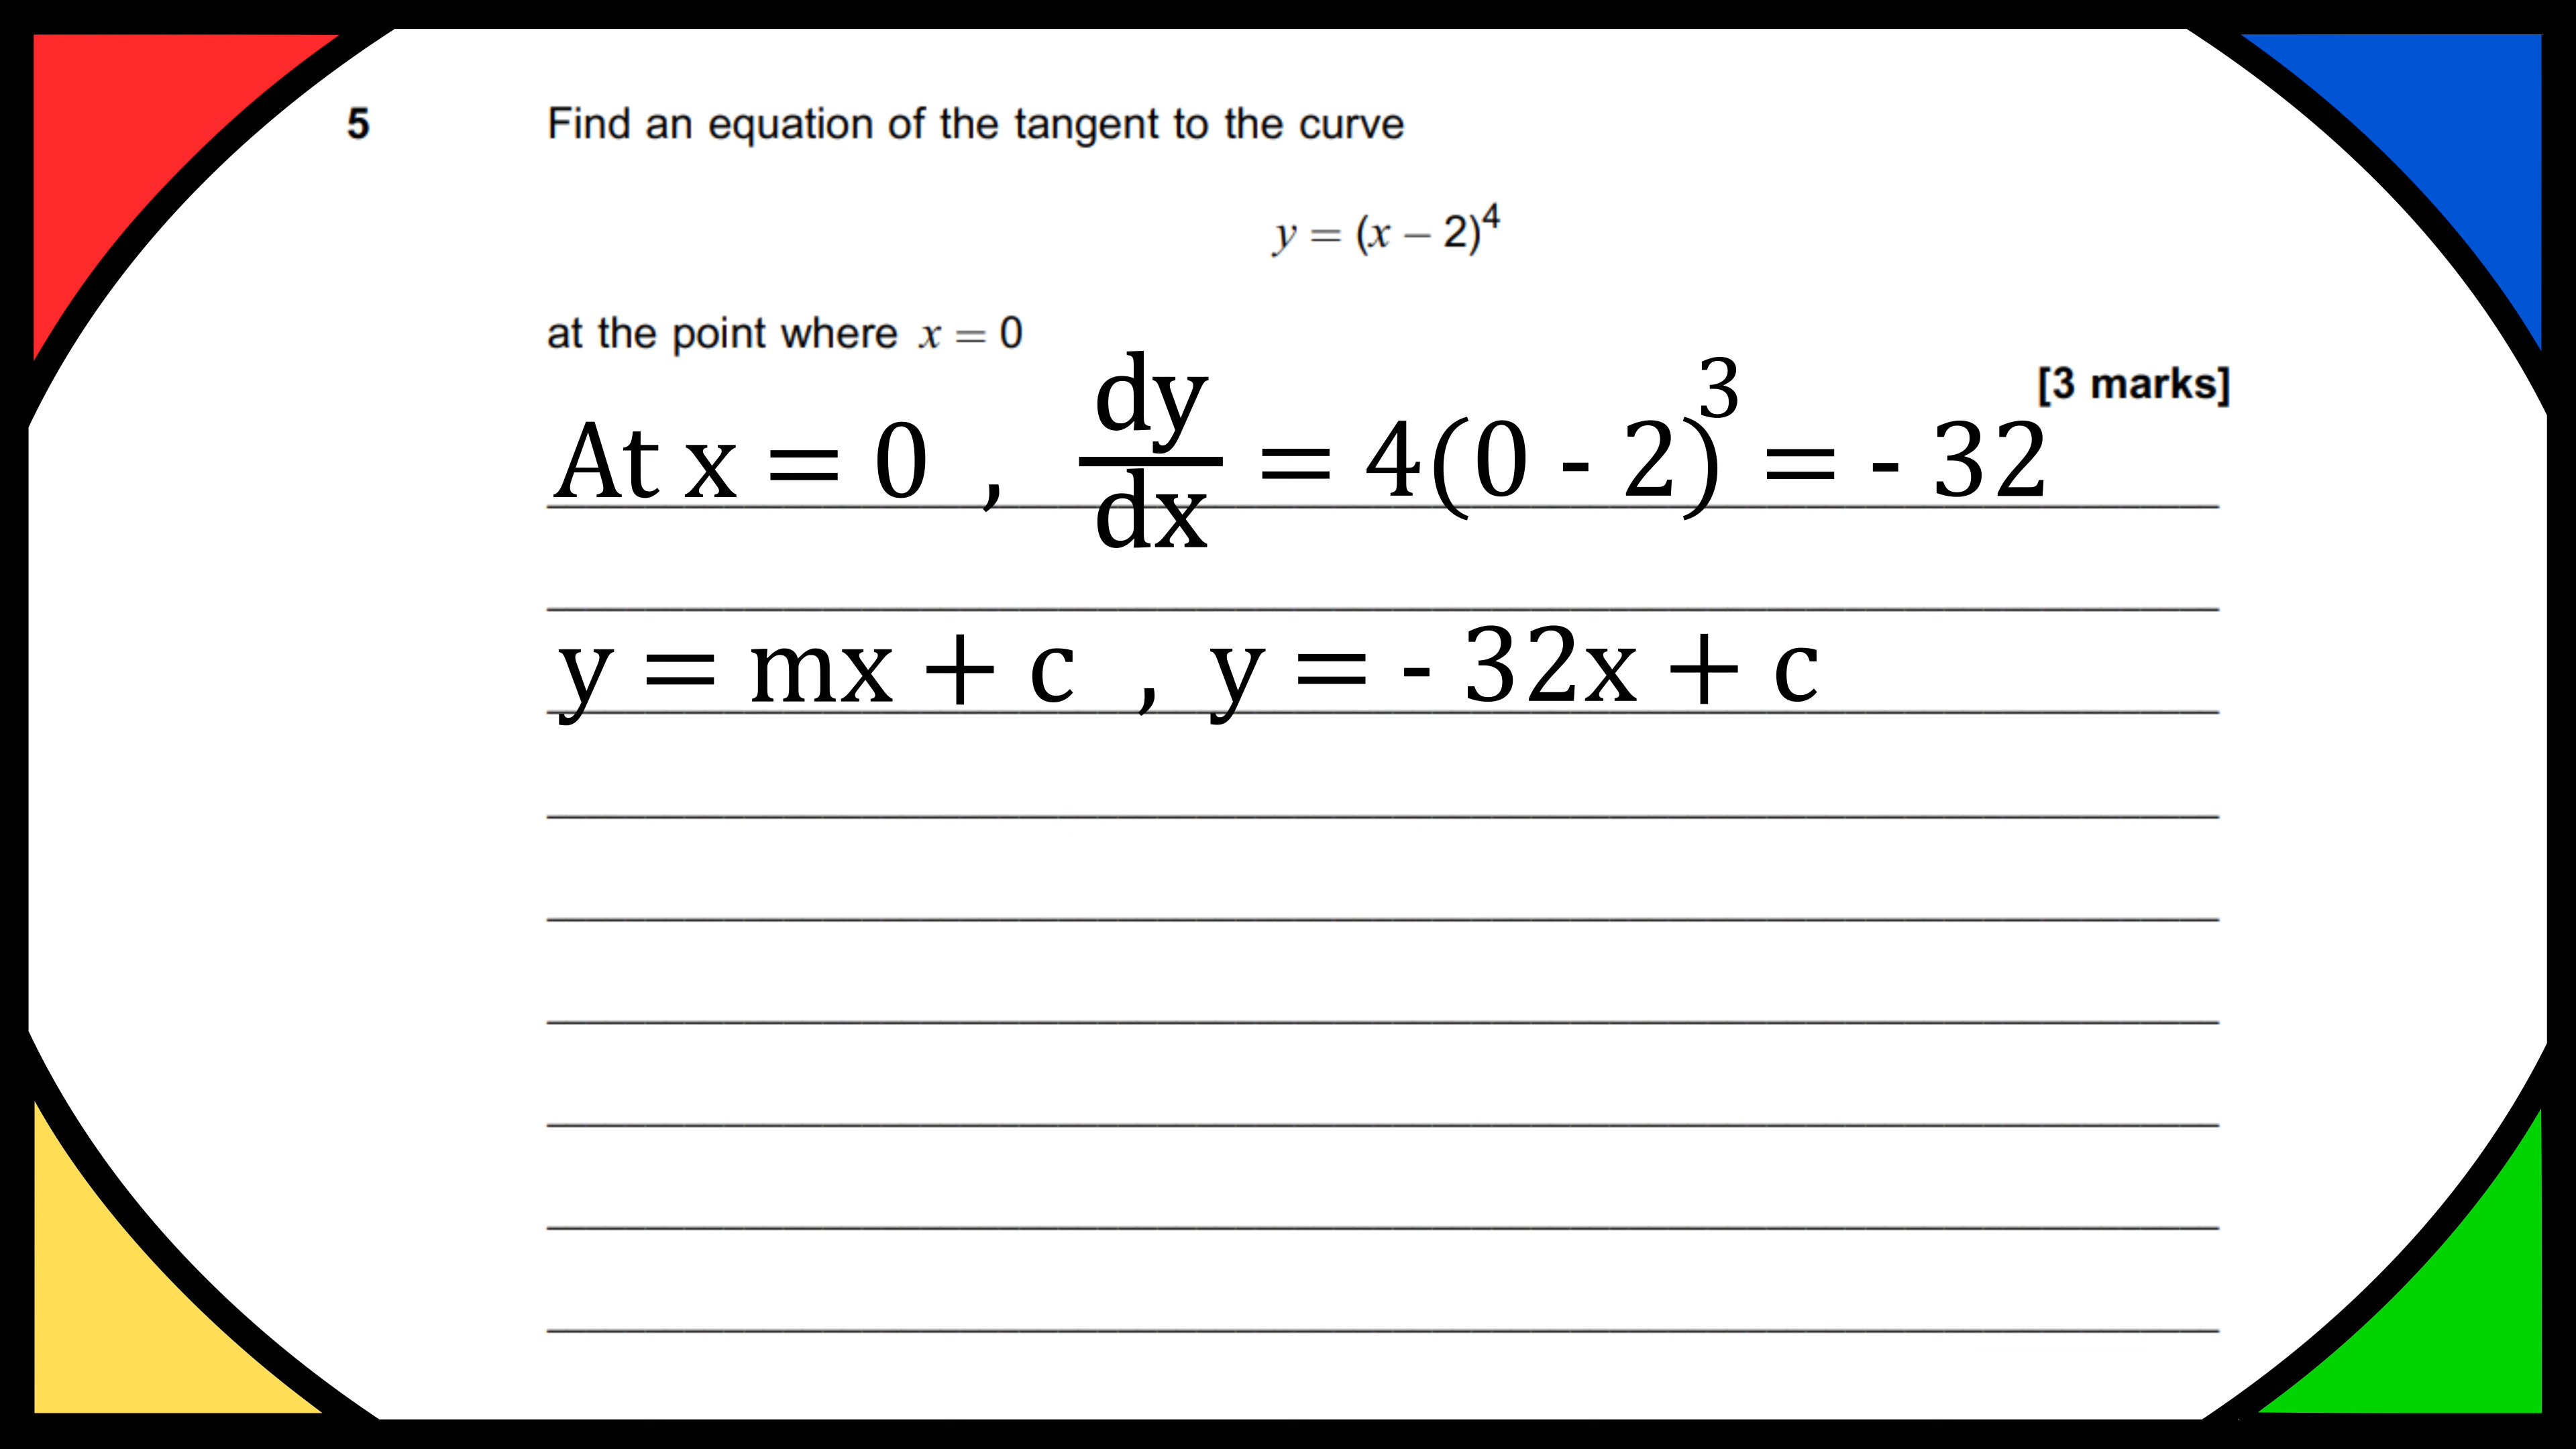 5 Find an equation of the tangent to the curve
y = (x – 2)⁴
at the point where x = 0
[3 marks]
At x = 0 , dy/dx = 4(0 - 2)³ = - 32
y = mx + c , y = - 32x + c